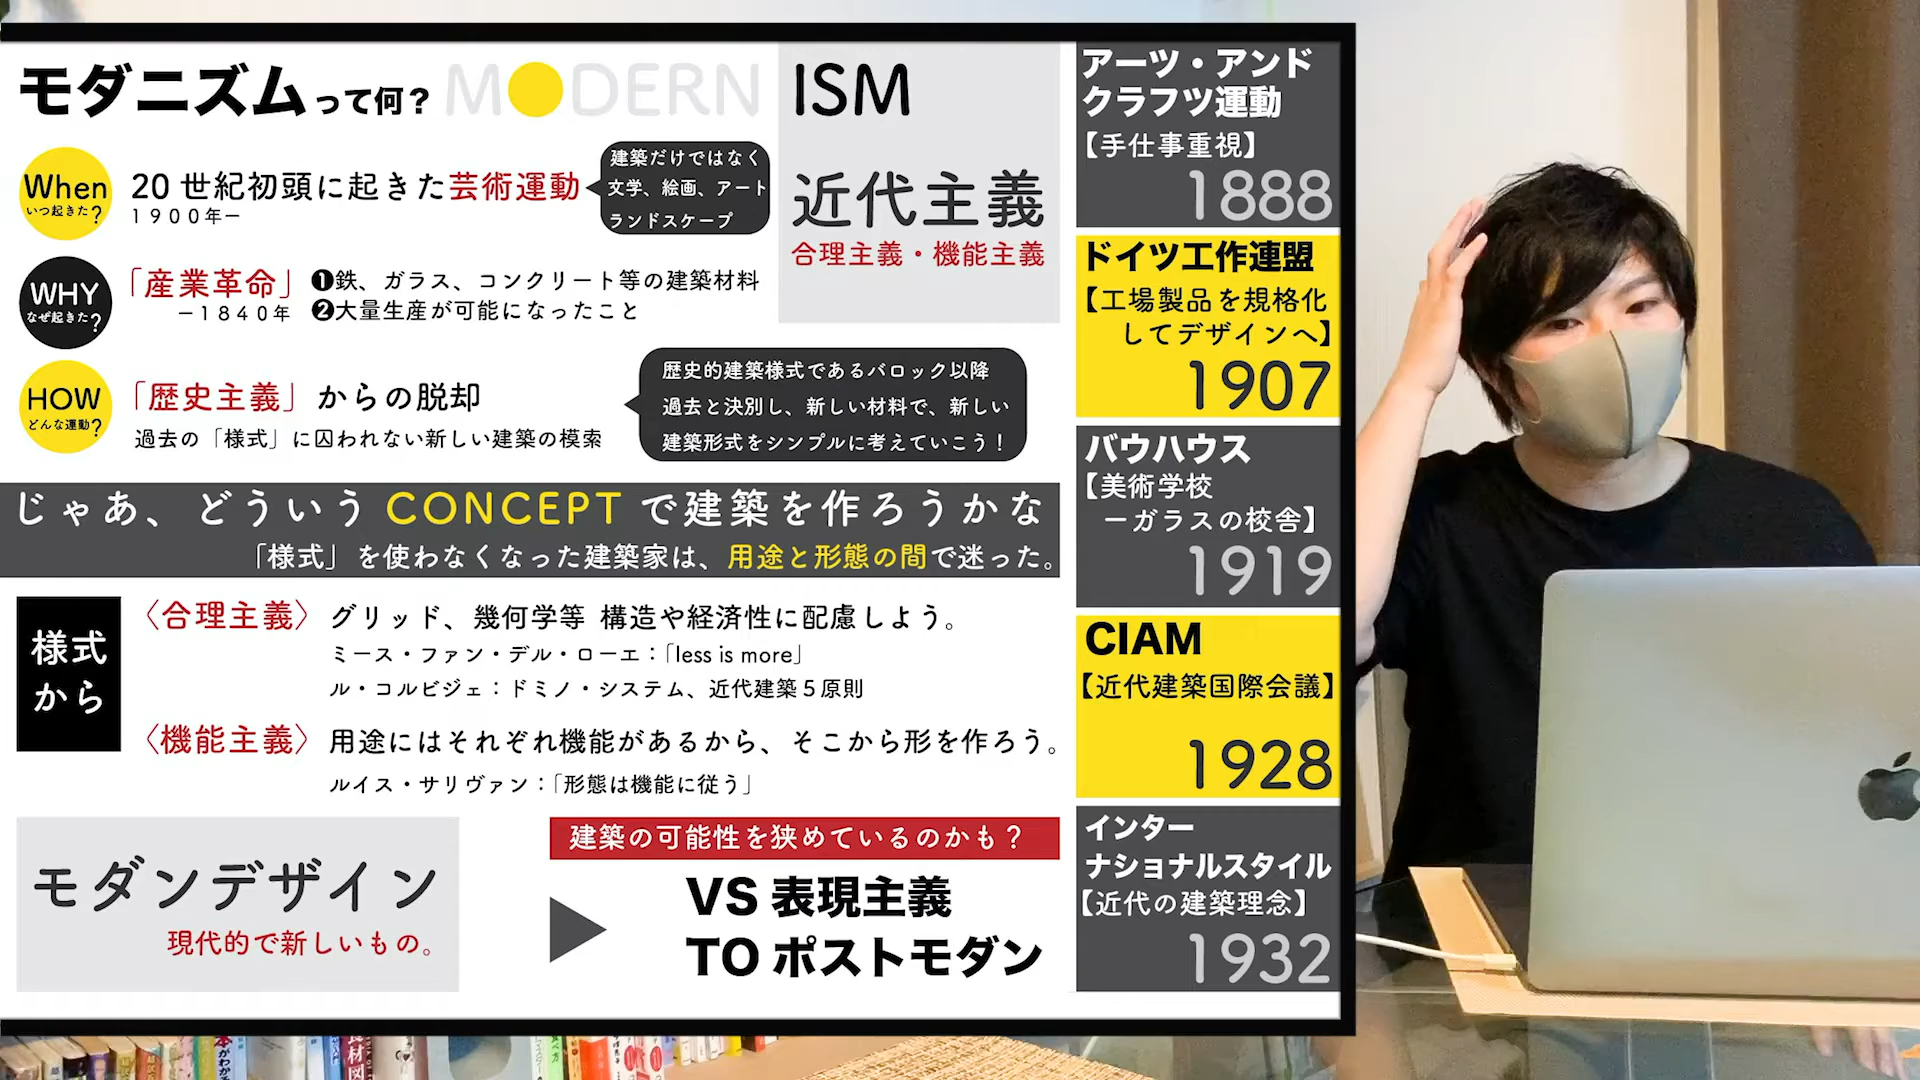 モダニズムって何？
MODERN
ISM
近代主義
合理主義・機能主義
When
いつ起きた？
20世紀初頭に起きた芸術運動
1900年ー
建築だけではなく
文学、絵画、アート
ランドスケープ
WHY
なぜ起きた？
「産業革命」
ー1840年
❶鉄、ガラス、コンクリート等の建築材料
❷大量生産が可能になったこと
HOW
どんな運動？
「歴史主義」からの脱却
過去の「様式」に囚われない新しい建築の模索
歴史的建築様式であるバロック以降
過去と決別し、新しい材料で、新しい
建築形式をシンプルに考えていこう！
じゃあ、どういうCONCEPTで建築を作ろうかな
「様式」を使わなくなった建築家は、用途と形態の間で迷った。
様式
から
〈合理主義〉グリッド、幾何学等 構造や経済性に配慮しよう。
ミース・ファン・デル・ローエ：「less is more」
ル・コルビジェ：ドミノ・システム、近代建築５原則
〈機能主義〉用途にはそれぞれ機能があるから、そこから形を作ろう。
ルイス・サリヴァン：「形態は機能に従う」
モダンデザイン
現代的で新しいもの。
建築の可能性を狭めているのかも？
VS 表現主義
TO ポストモダン
アーツ・アンド
クラフツ運動
【手仕事重視】
1888
ドイツ工作連盟
【工場製品を規格化
してデザインへ】
1907
バウハウス
【美術学校
ーガラスの校舎】
1919
CIAM
【近代建築国際会議】
1928
インター
ナショナルスタイル
【近代の建築理念】
1932